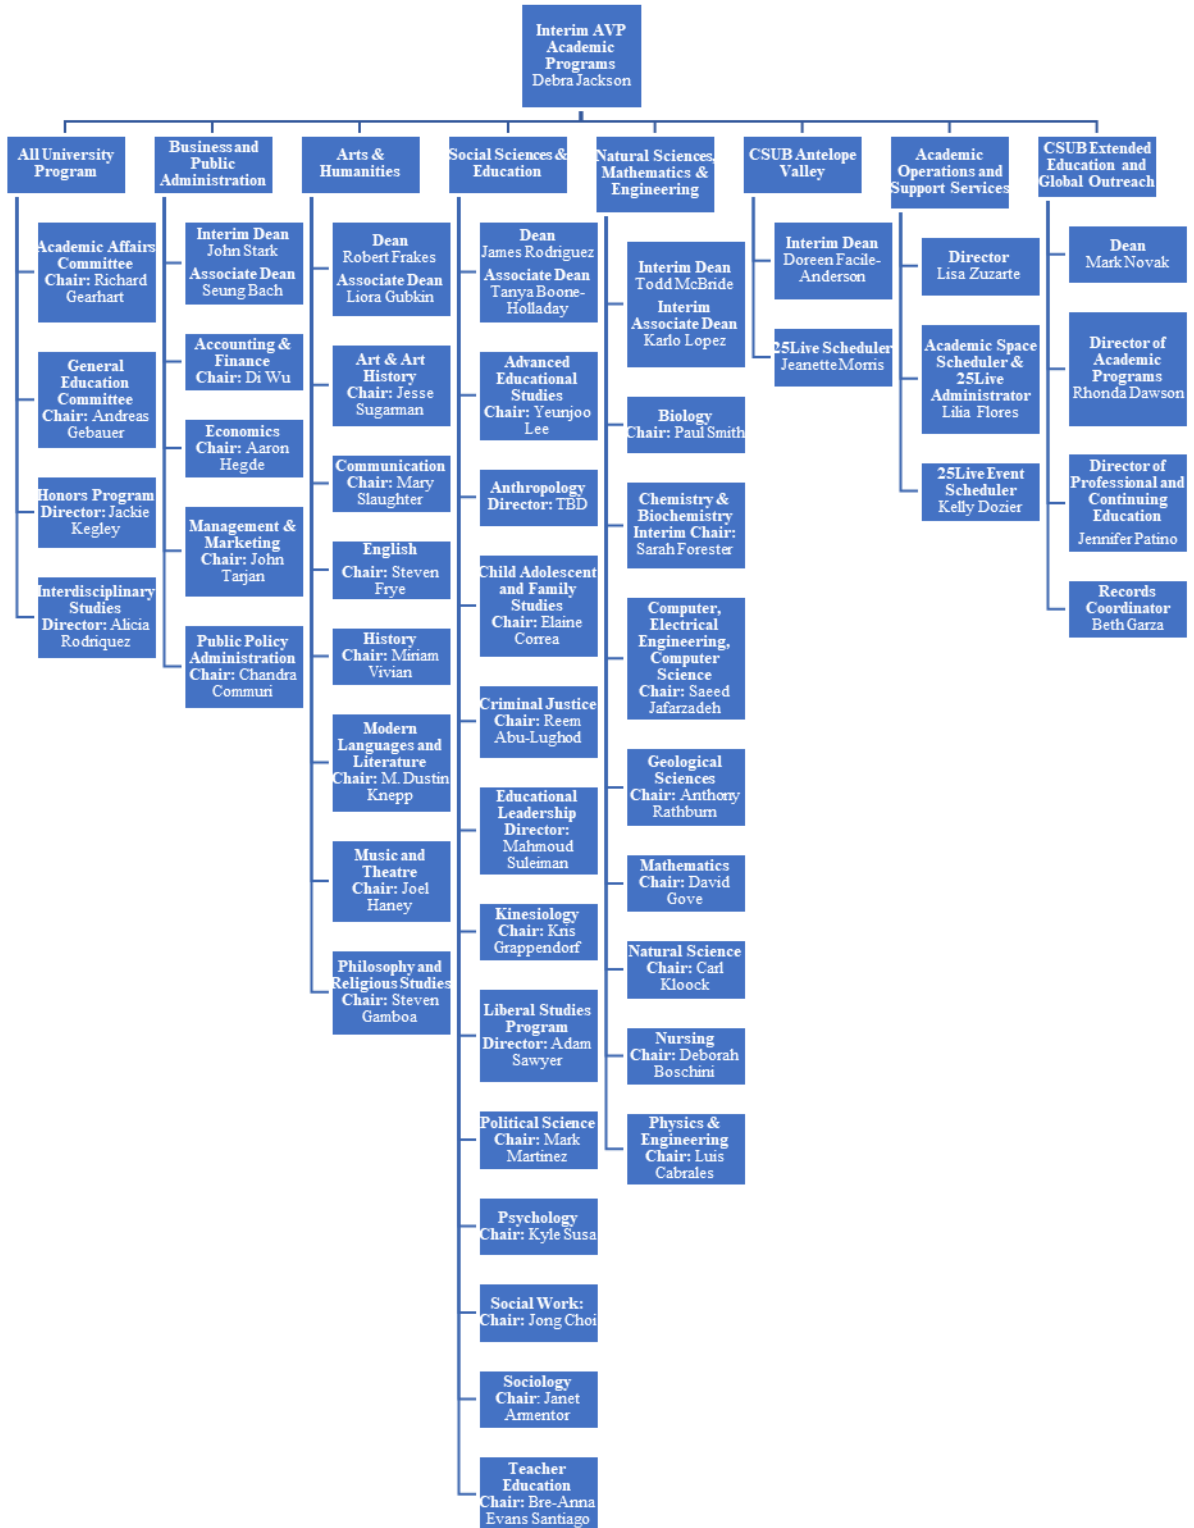 Interim AVP
Academic
Programs
Debra Jackson
All University
Program
Academic Affairs
Committee
Chair: Richard
Gearhart
General
Education
Committee
Chair: Andreas
Gebauer
Honors Program
Director: Jackie
Kegley
Interdisciplinary
Studies
Director: Alicia
Rodriquez
Business and
Public
Administration
Interim Dean
John Stark
Associate Dean
Seung Bach
Accounting &
Finance
Chair: Di Wu
Economics
Chair: Aaron
Hegde
Management &
Marketing
Chair: John
Tarjan
Public Policy
Administration
Chair: Chandra
Commuri
Arts &
Humanities
Dean
Robert Frakes
Associate Dean
Liora Gubkin
Art & Art
History
Chair: Jesse
Sugarman
Communication
Chair: Mary
Slaughter
English
Chair: Steven
Frye
History
Chair: Miriam
Vivian
Modern
Languages and
Literature
Chair: M. Dustin
Knepp
Music and
Theatre
Chair: Joel
Haney
Philosophy and
Religious Studies
Chair: Steven
Gamboa
Social Sciences &
Education
Dean
James Rodriguez
Associate Dean
Tanya Boone-
Holladay
Advanced
Educational
Studies
Chair: Yeunjoo
Lee
Anthropology
Director: TBD
Child Adolescent
and Family
Studies
Chair: Elaine
Correa
Criminal Justice
Chair: Reem
Abu-Lughod
Educational
Leadership
Director:
Mahmoud
Suleiman
Kinesiology
Chair: Kris
Grappendorf
Liberal Studies
Program
Director: Adam
Sawyer
Political Science
Chair: Mark
Martinez
Psychology
Chair: Kyle Susa
Social Work:
Chair: Jong Choi
Sociology
Chair: Janet
Armentor
Teacher
Education
Chair: Bre-Anna
Evans Santiago
Natural Sciences,
Mathematics &
Engineering
Interim Dean
Todd McBride
Interim
Associate Dean
Karlo Lopez
Biology
Chair: Paul Smith
Chemistry &
Biochemistry
Interim Chair:
Sarah Forester
Computer,
Electrical
Engineering,
Computer
Science
Chair: Saeed
Jafarzadeh
Geological
Sciences
Chair: Anthony
Rathburn
Mathematics
Chair: David
Gove
Natural Science
Chair: Carl
Kloock
Nursing
Chair: Deborah
Boschini
Physics &
Engineering
Chair: Luis
Cabrales
CSUB Antelope
Valley
Interim Dean
Doreen Facile-
Anderson
25Live Scheduler
Jeanette Morris
Academic
Operations and
Support Services
Director
Lisa Zuzarte
Academic Space
Scheduler &
25Live
Administrator
Lilia Flores
25Live Event
Scheduler
Kelly Dozier
CSUB Extended
Education and
Global Outreach
Dean
Mark Novak
Director of
Academic
Programs
Rhonda Dawson
Director of
Professional and
Continuing
Education
Jennifer Patino
Records
Coordinator
Beth Garza